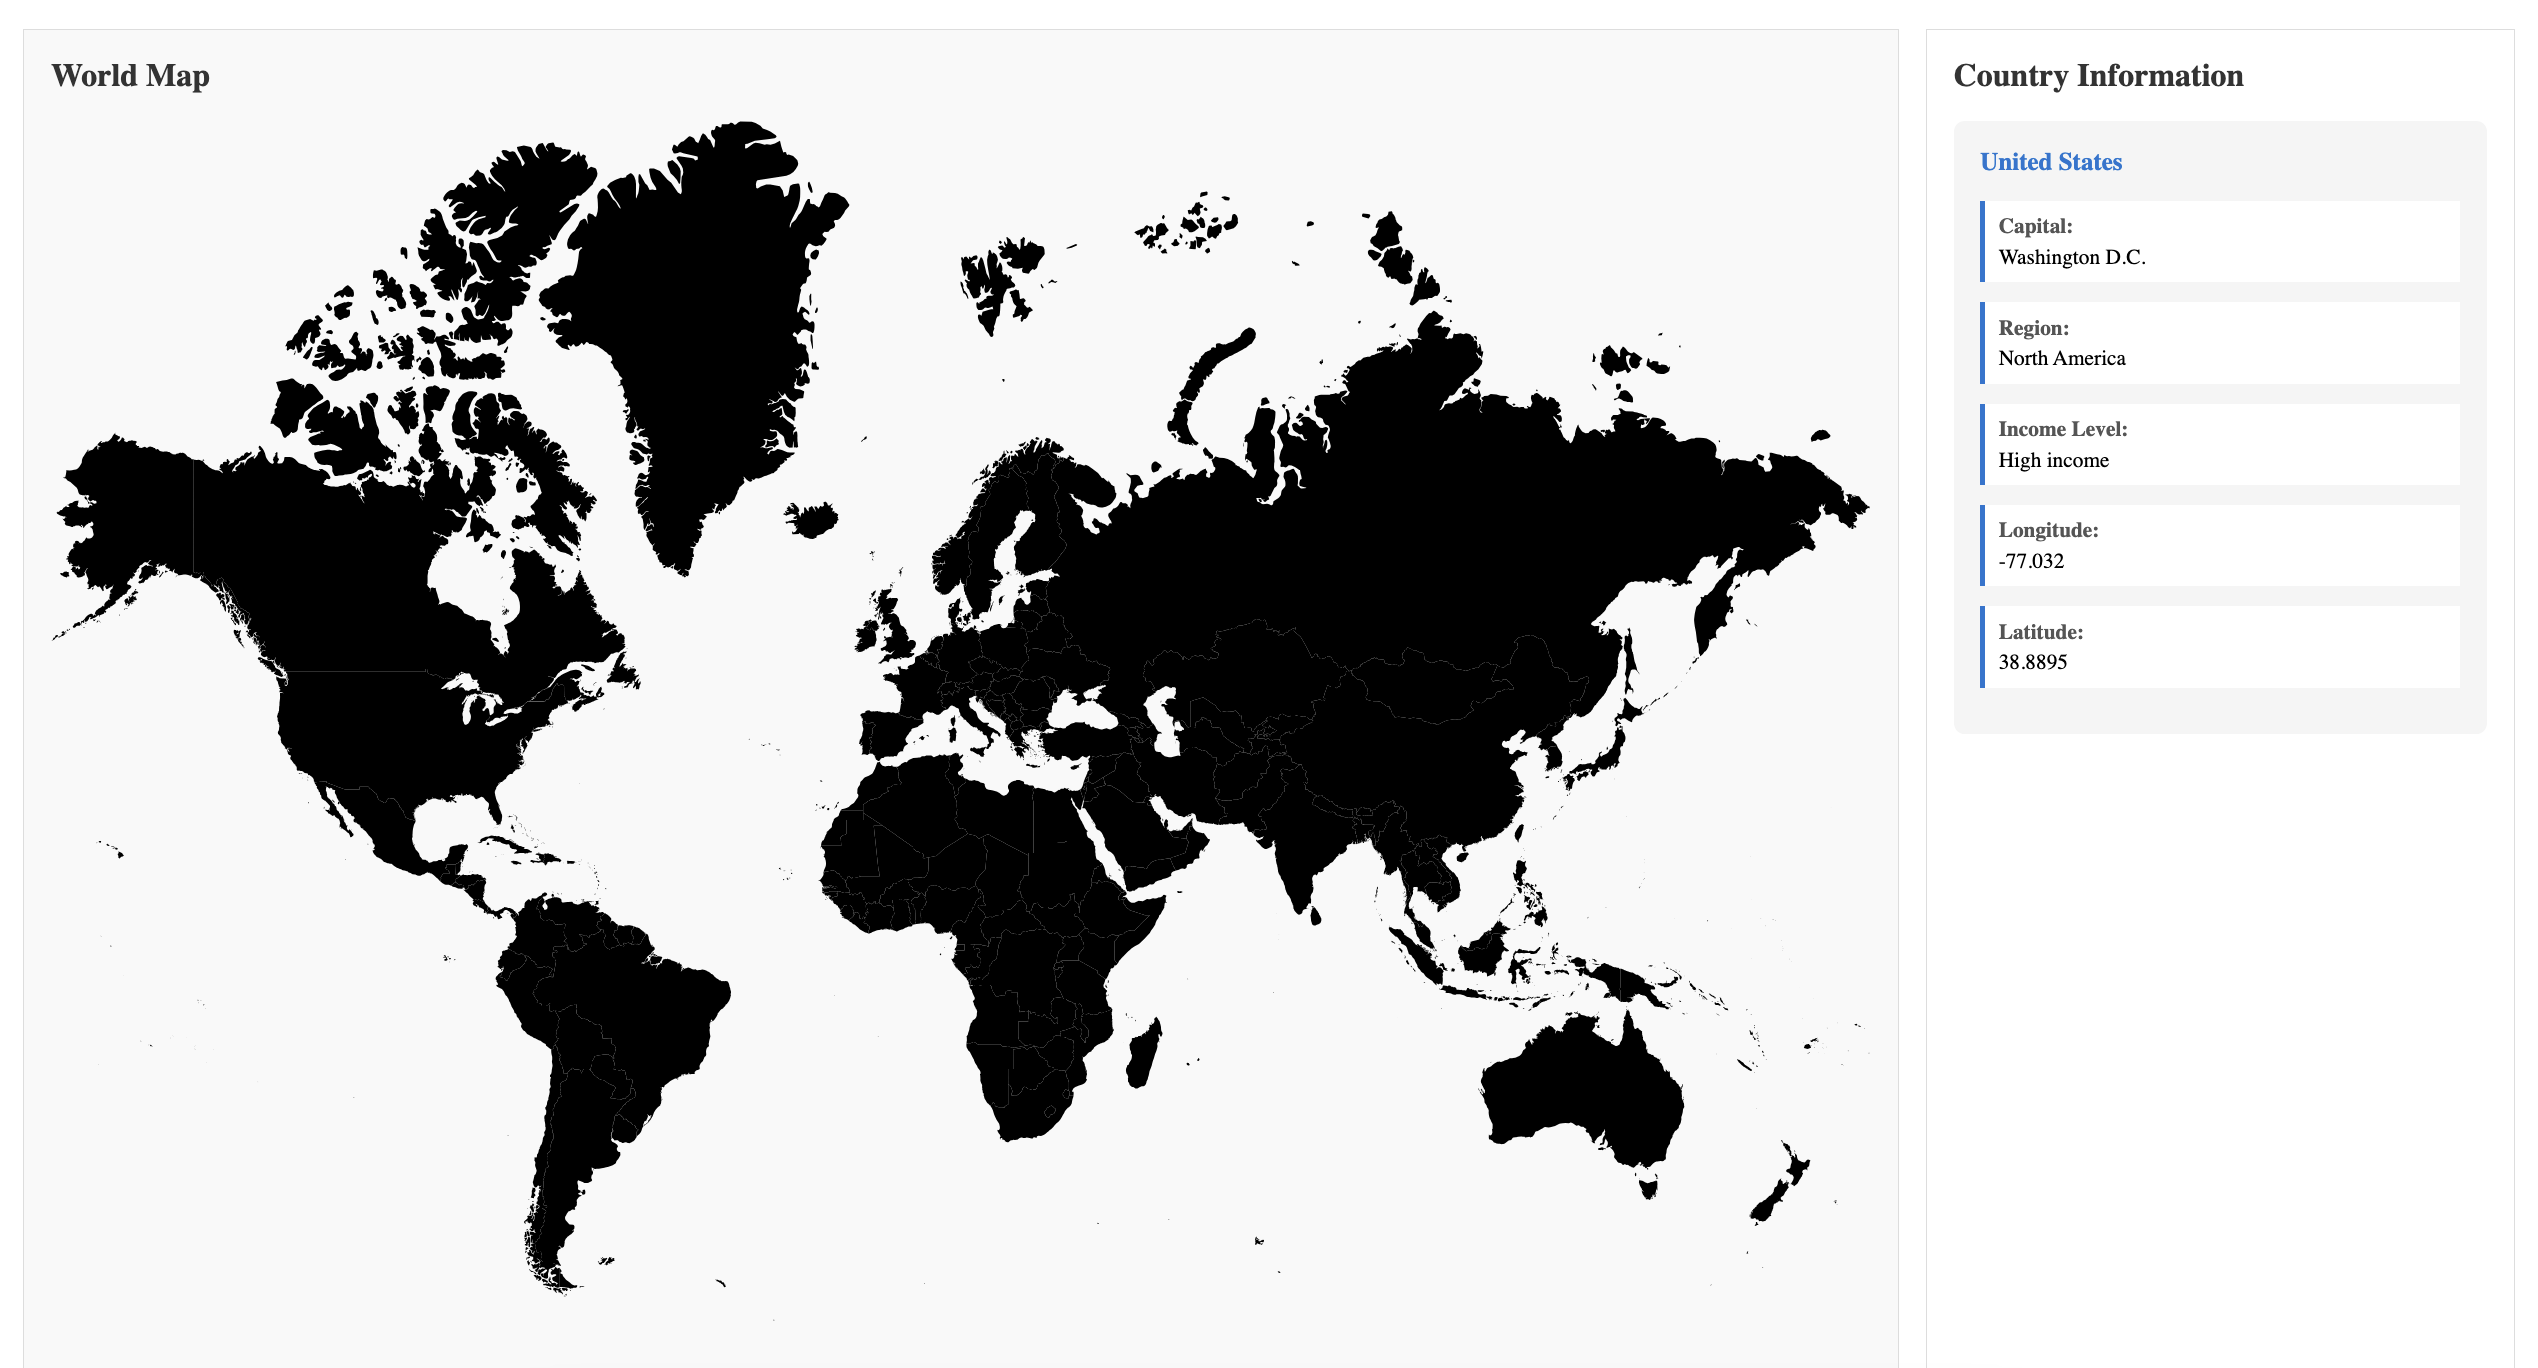 World Map
Country Information
United States
Capital:
Washington D.C.
Region:
North America
Income Level:
High income
Longitude:
-77.032
Latitude:
38.8895